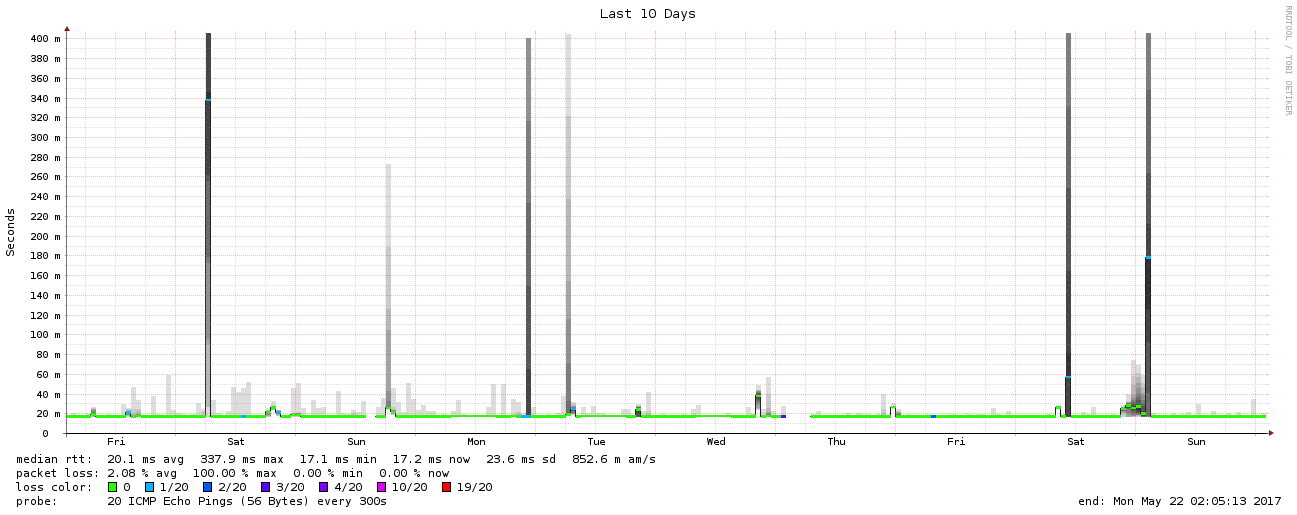 Last 10 Days
RRDTOOL / TOBI OETIKER
Seconds
400 m
380 m
360 m
340 m
320 m
300 m
280 m
260 m
240 m
220 m
200 m
180 m
160 m
140 m
120 m
100 m
80 m
60 m
40 m
20 m
0
Fri Sat Sun Mon Tue Wed Thu Fri Sat Sun
median rtt: 20.1 ms avg 337.9 ms max 17.1 ms min 17.2 ms now 23.6 ms sd 852.6 m am/s
packet loss: 2.08 % avg 100.00 % max 0.00 % min 0.00 % now
loss color: 0 1/20 2/20 3/20 4/20 10/20 19/20
probe: 20 ICMP Echo Pings (56 Bytes) every 300s end: Mon May 22 02:05:13 2017